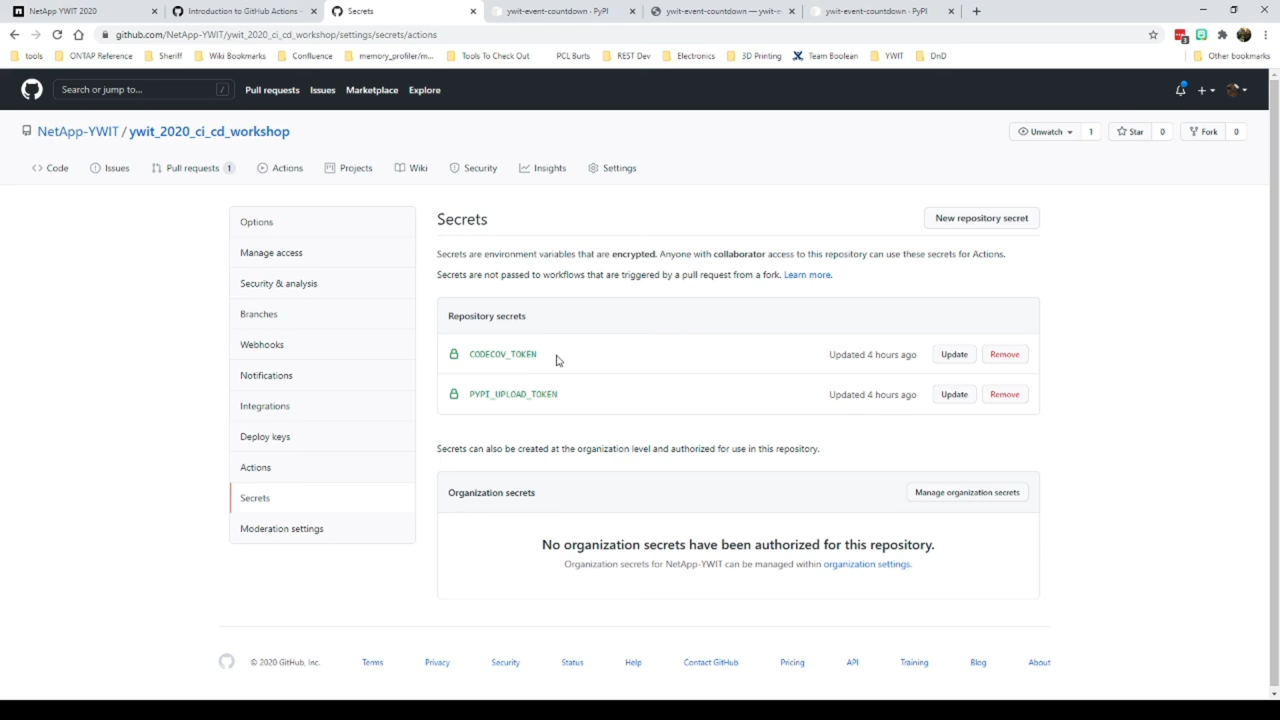 NetApp YWIT 2020
Introduction to GitHub Actions -
Secrets
ywit-event-countdown · PyPI
ywit-event-countdown — ywit-e
ywit-event-countdown · PyPI
github.com/NetApp-YWIT/ywit_2020_ci_cd_workshop/settings/secrets/actions
tools
ONTAP Reference
Sheriff
Wiki Bookmarks
Confluence
memory_profiler/m...
Tools To Check Out
PCL Burts
REST Dev
Electronics
3D Printing
Team Boolean
YWIT
DnD
Other bookmarks
Search or jump to...
/
Pull requests
Issues
Marketplace
Explore
NetApp-YWIT / ywit_2020_ci_cd_workshop
Unwatch 1
Star 0
Fork 0
Code
Issues
Pull requests 1
Actions
Projects
Wiki
Security
Insights
Settings
Options
Manage access
Security & analysis
Branches
Webhooks
Notifications
Integrations
Deploy keys
Actions
Secrets
Moderation settings
Secrets
New repository secret
Secrets are environment variables that are encrypted. Anyone with collaborator access to this repository can use these secrets for Actions.
Secrets are not passed to workflows that are triggered by a pull request from a fork. Learn more.
Repository secrets
CODECOV_TOKEN
Updated 4 hours ago
Update
Remove
PYPI_UPLOAD_TOKEN
Updated 4 hours ago
Update
Remove
Secrets can also be created at the organization level and authorized for use in this repository.
Organization secrets
Manage organization secrets
No organization secrets have been authorized for this repository.
Organization secrets for NetApp-YWIT can be managed within organization settings.
© 2020 GitHub, Inc.
Terms
Privacy
Security
Status
Help
Contact GitHub
Pricing
API
Training
Blog
About